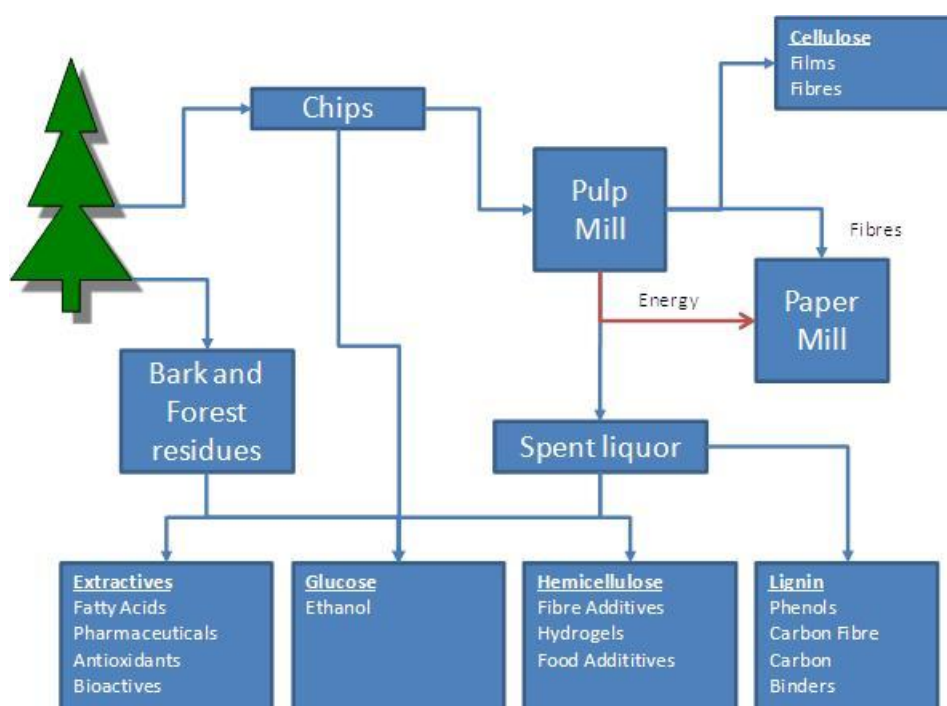 Cellulose
Films
Fibres
Chips
Pulp
Mill
Fibres
Energy
Paper
Mill
Bark and
Forest
residues
Spent liquor
Extractives
Fatty Acids
Pharmaceuticals
Antioxidants
Bioactives
Glucose
Ethanol
Hemicellulose
Fibre Additives
Hydrogels
Food Addititives
Lignin
Phenols
Carbon Fibre
Carbon
Binders